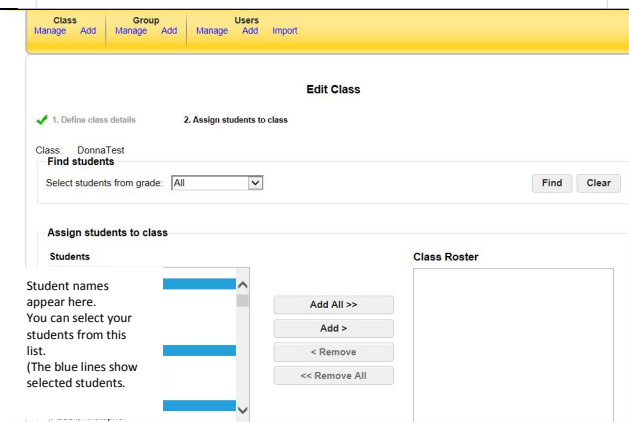 Class Group Users
Manage Add Manage Add Manage Add Import
Edit Class
1. Define class details 2. Assign students to class
Class: DonnaTest
Find students
Select students from grade: All Find Clear
Assign students to class
Students Class Roster
Student names
appear here.
You can select your
students from this
list.
(The blue lines show
selected students.
Add All >>
Add >
< Remove
<< Remove All